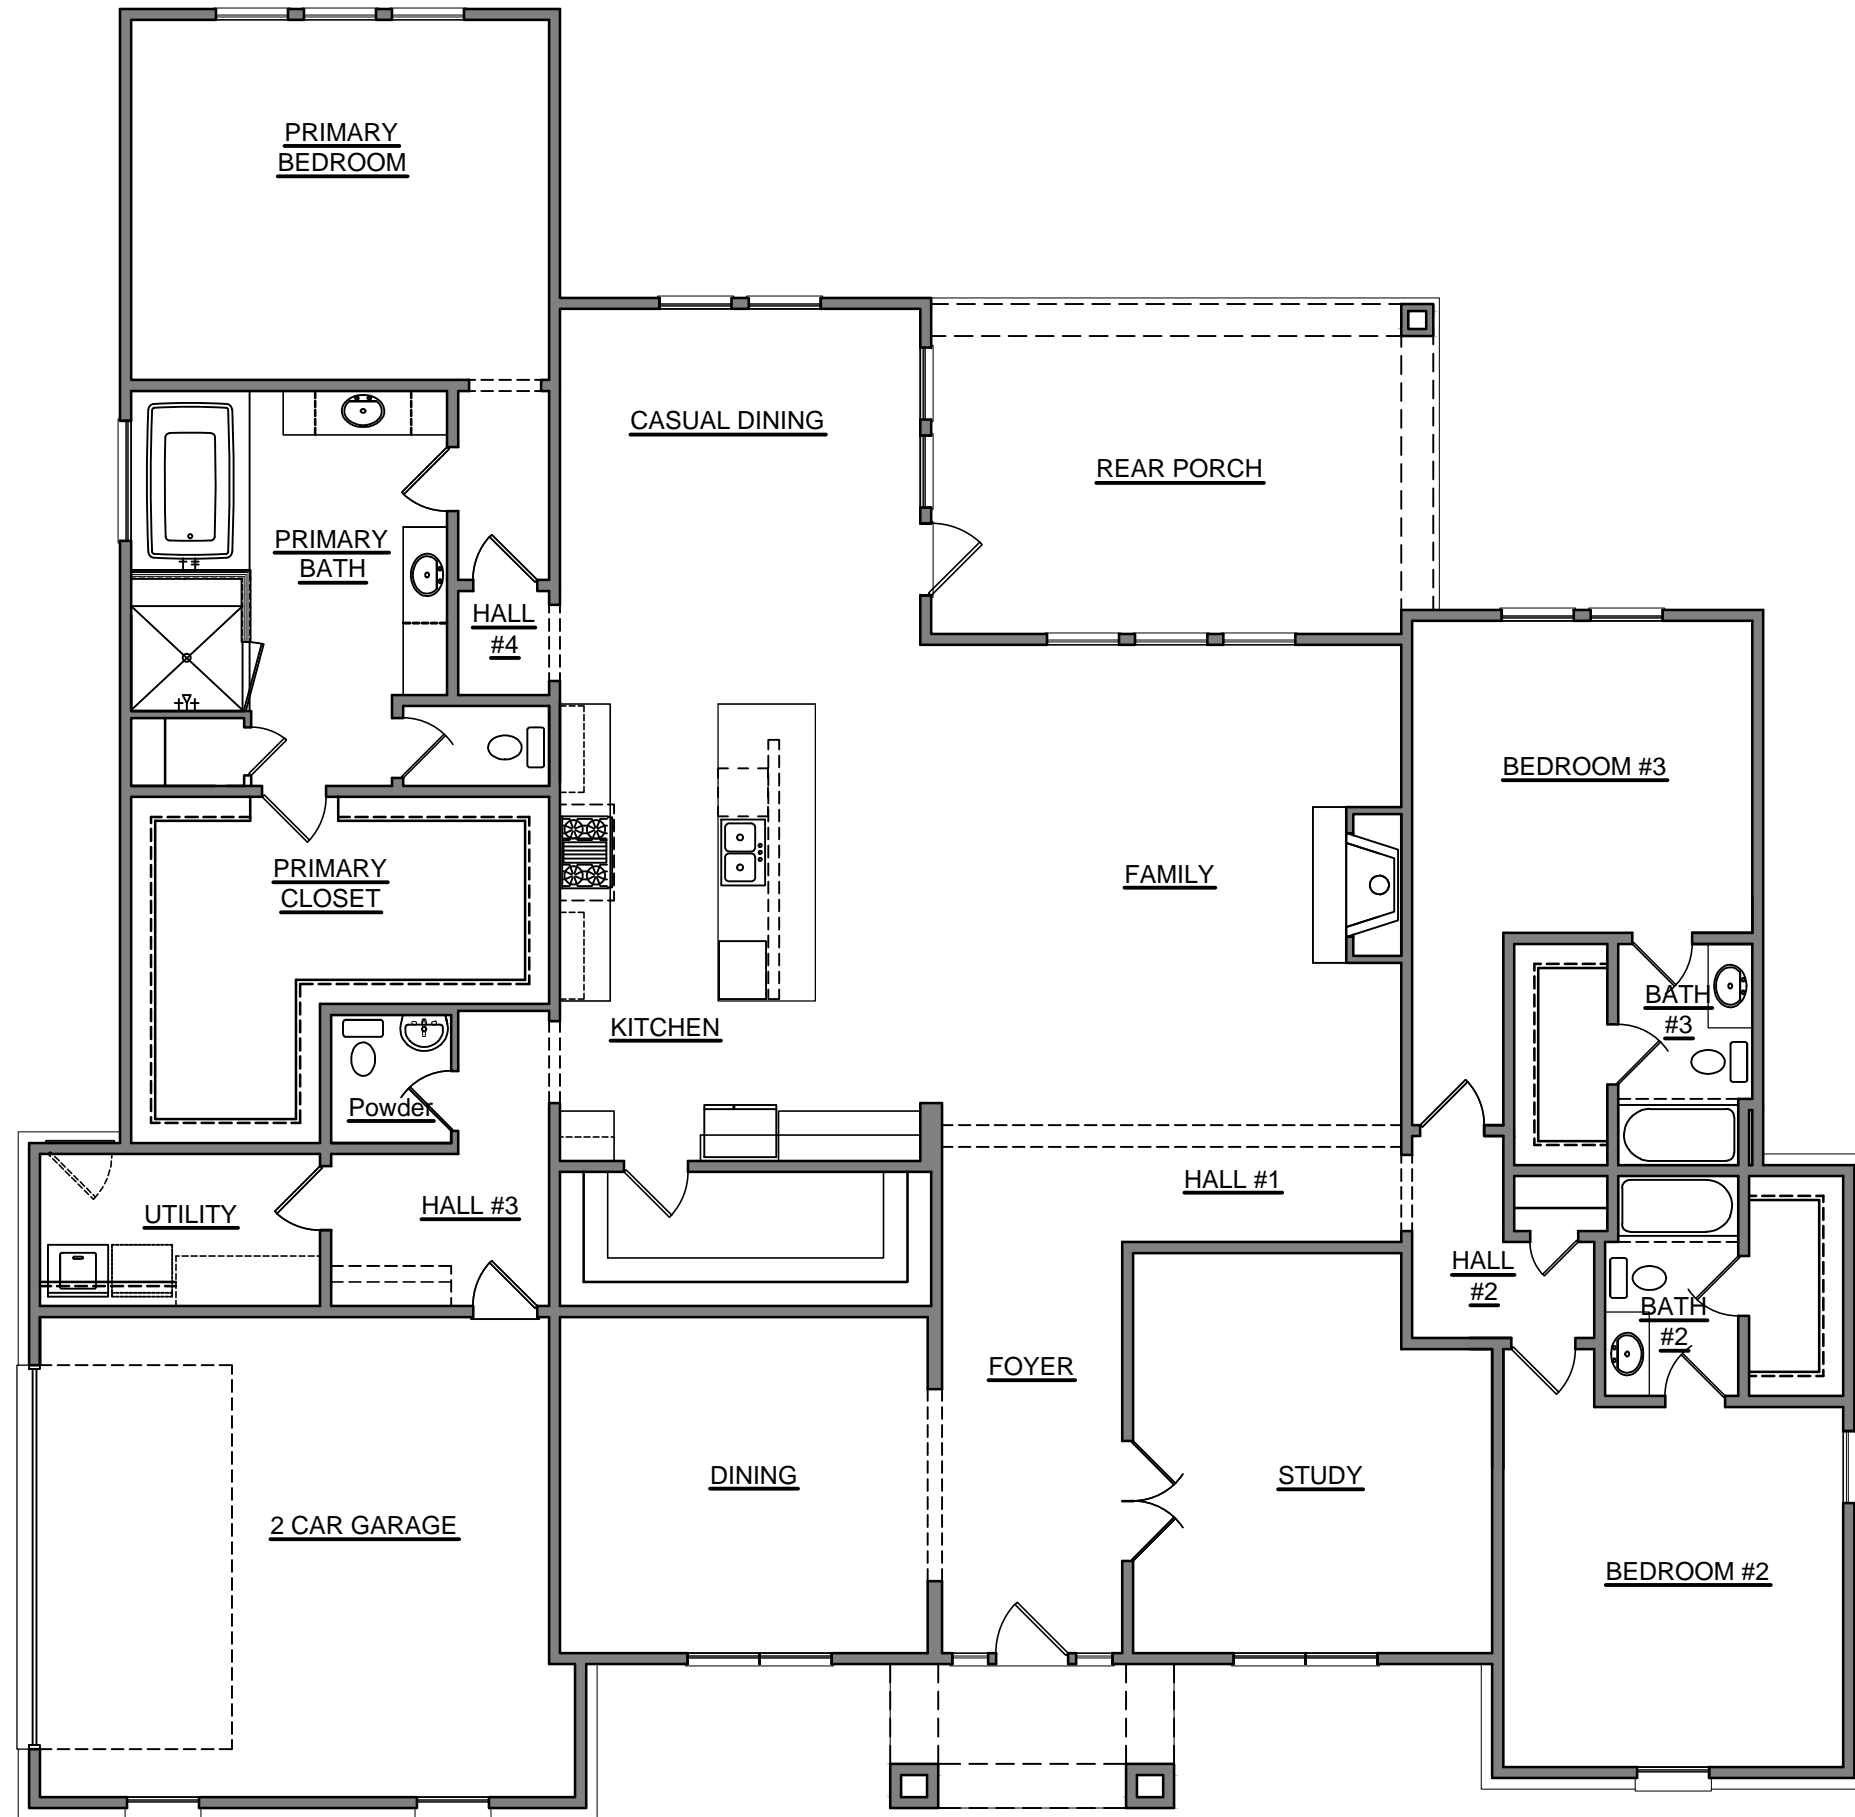 PRIMARY
BEDROOM
CASUAL DINING
REAR PORCH
PRIMARY
BATH
HALL
#4
BEDROOM #3
PRIMARY
CLOSET
FAMILY
BATH
#3
KITCHEN
Powder
HALL #1
HALL #3
UTILITY
HALL
#2
BATH
#2
FOYER
DINING
STUDY
2 CAR GARAGE
BEDROOM #2